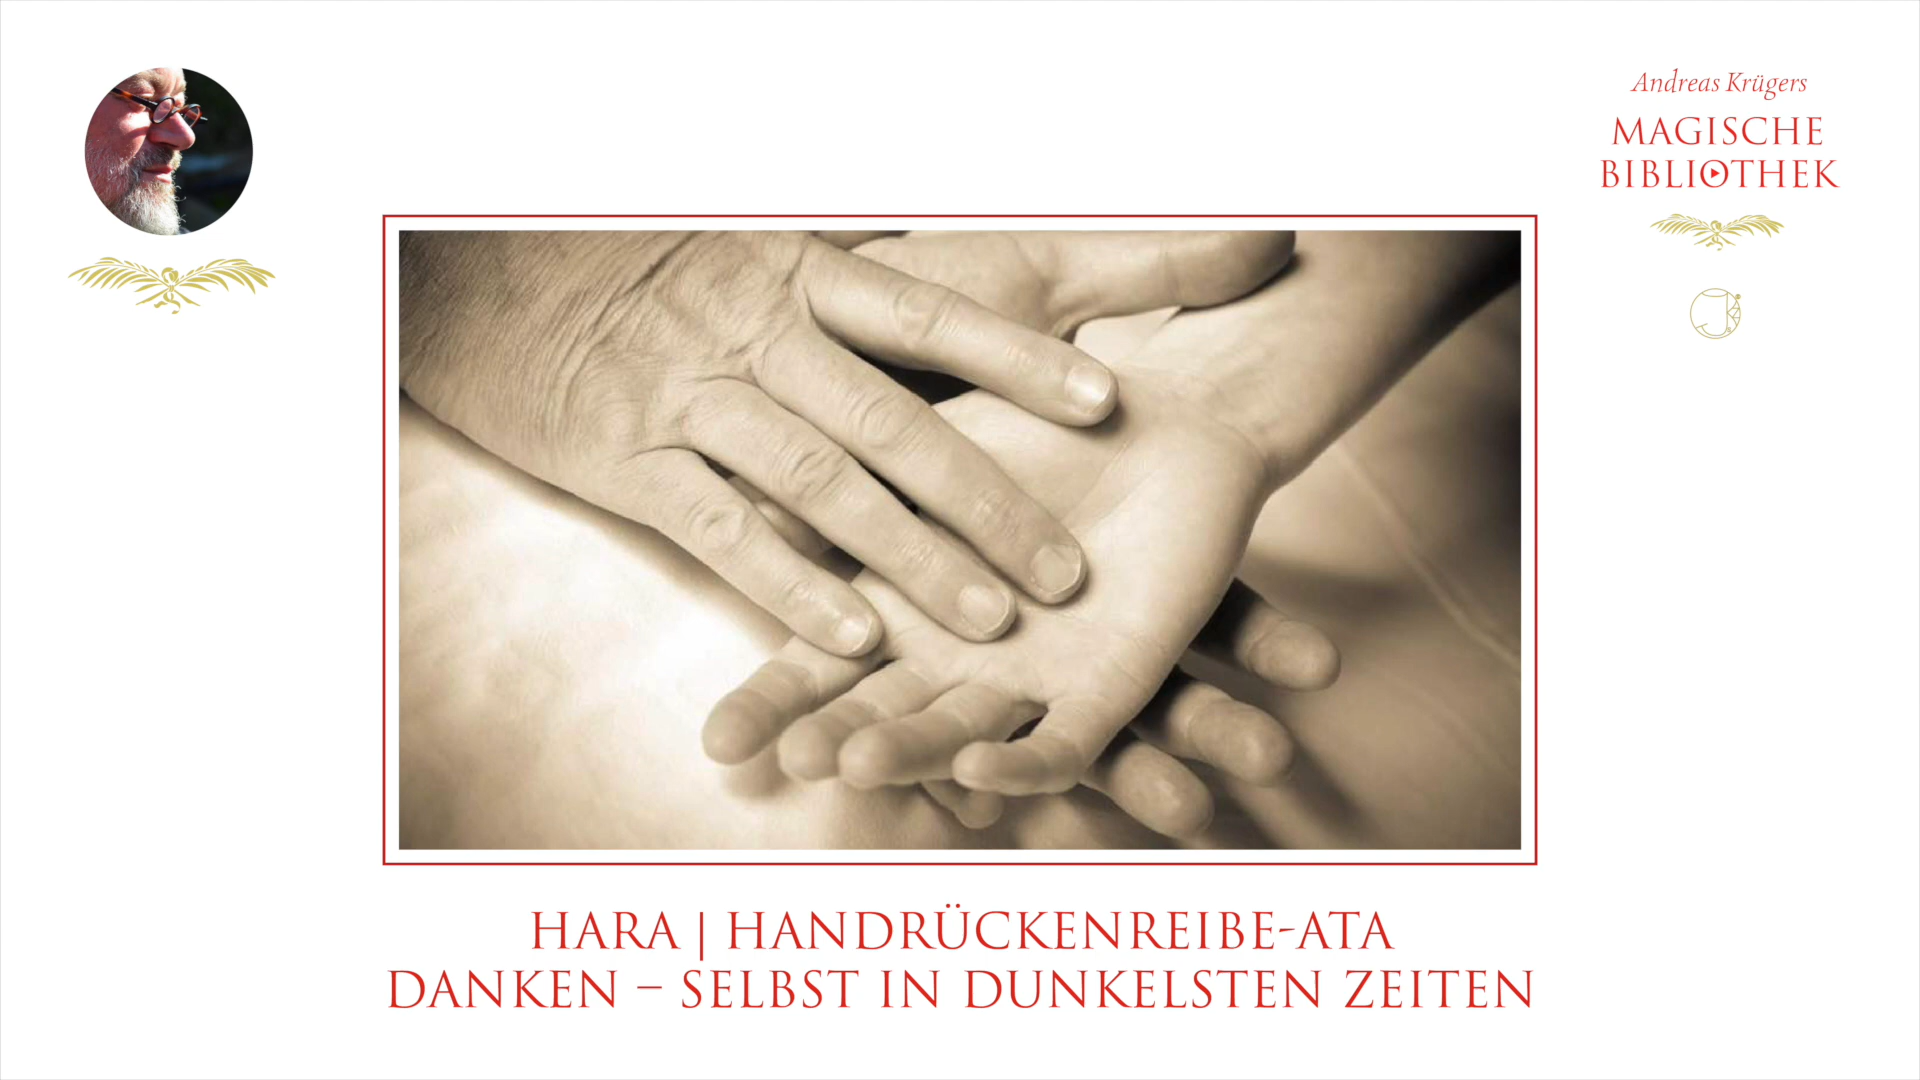 Andreas Krügers
MAGISCHE
BIBLIOTHEK
HARA | HANDRÜCKENREIBE-ATA
DANKEN – SELBST IN DUNKELSTEN ZEITEN